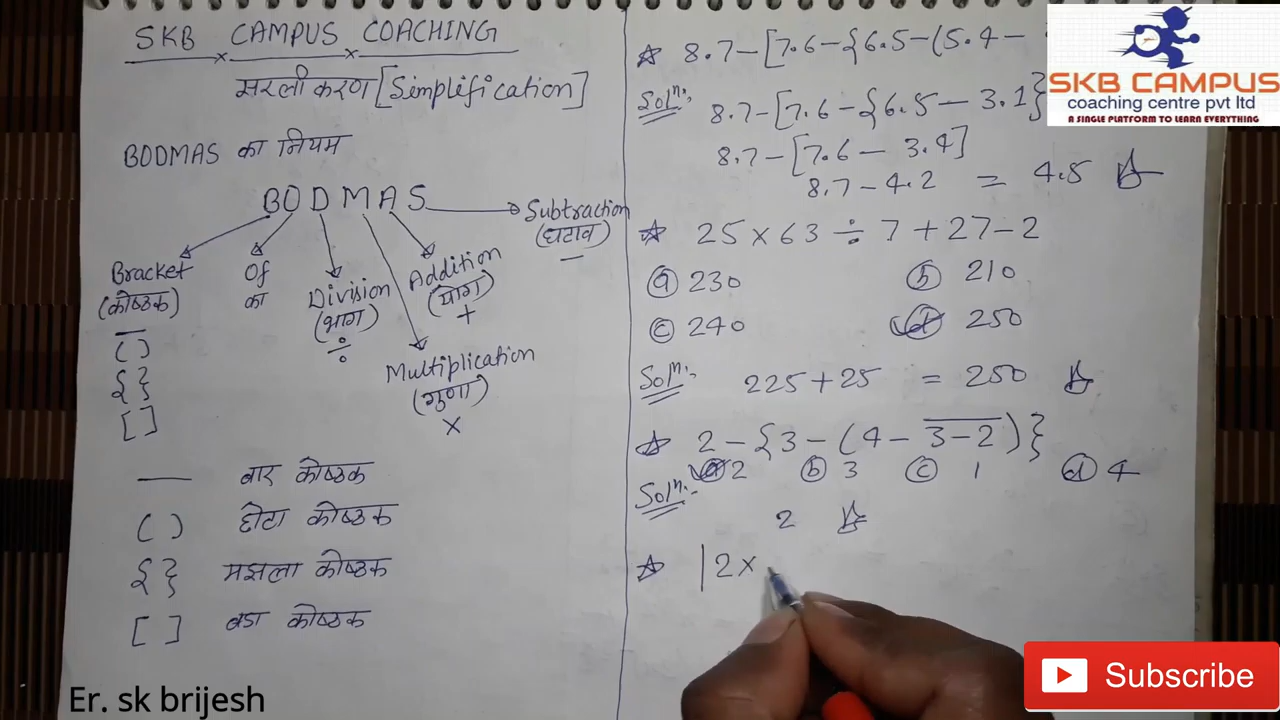 SKB CAMPUS COACHING
सरलीकरण [Simplification]
BODMAS का नियम
BODMAS
Subtraction
(घटाव)
—
Bracket
(कोष्ठक)
—
( )
{ }
[ ]
Of
का
Division
(भाग)
÷
Addition
(योग)
+
Multiplication
(गुणा)
×
— बार कोष्ठक
( ) छोटा कोष्ठक
{ } मझला कोष्ठक
[ ] बडा कोष्ठक
Er. sk brijesh
☆ 8.7-[7.6-{6.5-(5.4-
Solⁿ:- 8.7-[7.6-{6.5-3.1}
8.7-[7.6-3.4]
8.7-4.2 = 4.5
☆ 25×63÷7+27-2
ⓐ 230 ⓑ 210
ⓒ 240 ⓓ 250
Solⁿ:- 225+25 = 250
☆ 2-{3-(4-3̅-̅2̅)}
ⓐ 2 ⓑ 3 ⓒ 1 ⓓ 4
Solⁿ:-
2
☆ |2×
SKB CAMPUS
coaching centre pvt ltd
A SINGLE PLATFORM TO LEARN EVERYTHING
Subscribe